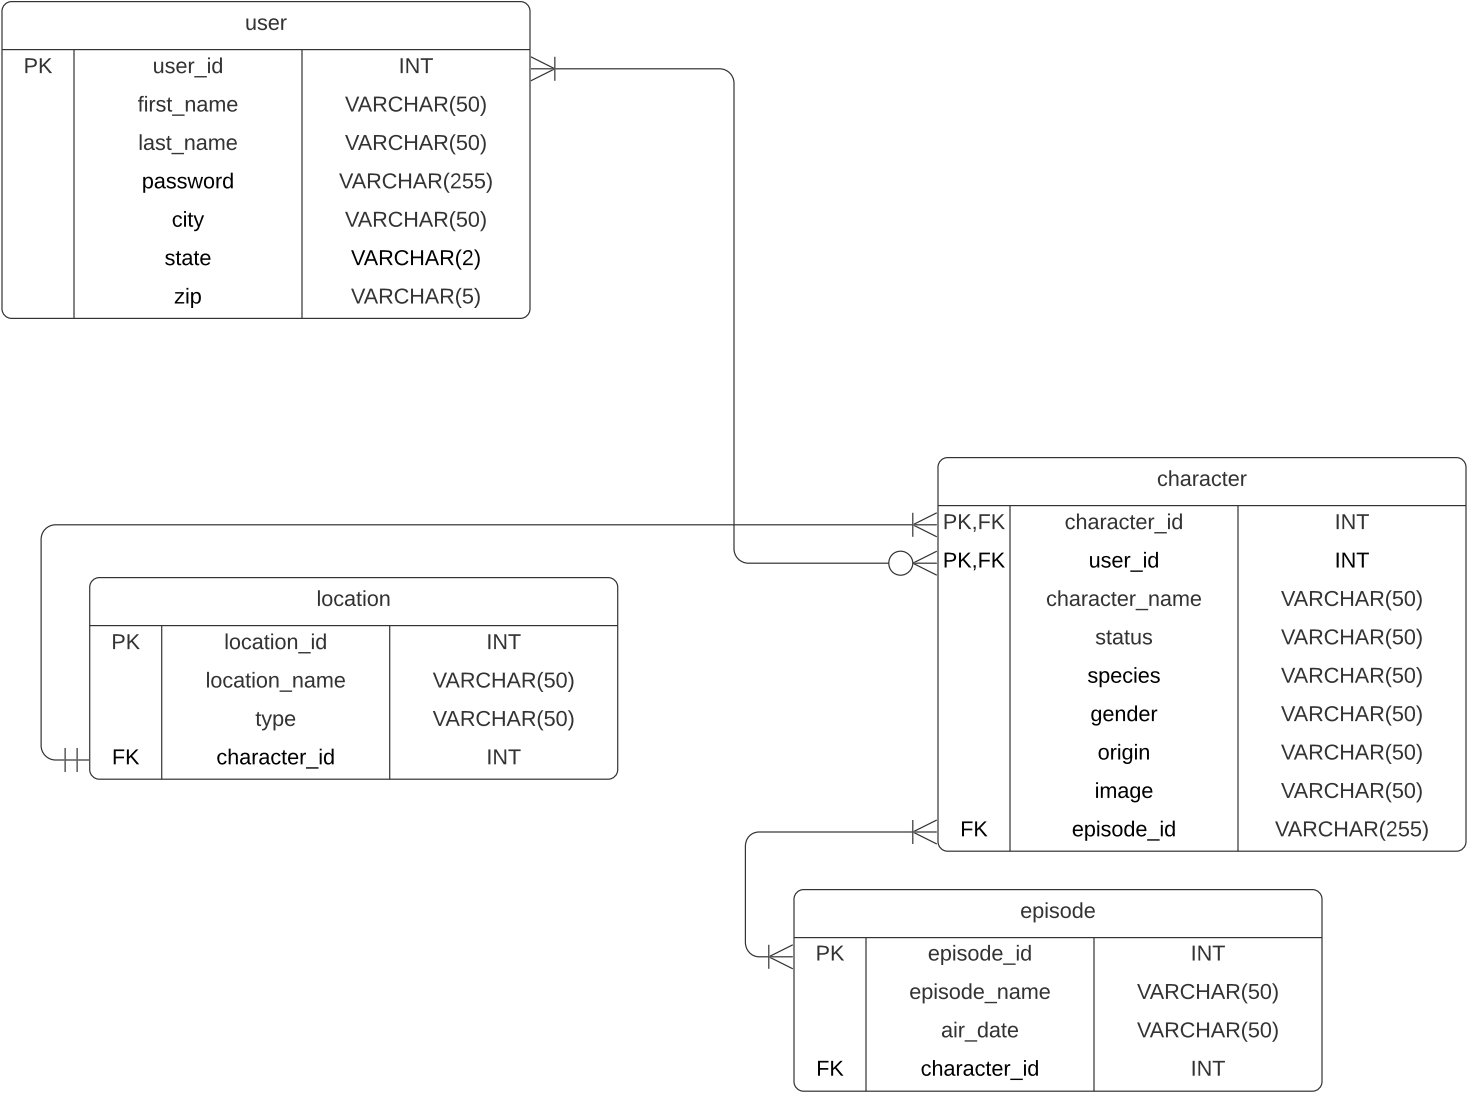 user
PK user_id INT
first_name VARCHAR(50)
last_name VARCHAR(50)
password VARCHAR(255)
city VARCHAR(50)
state VARCHAR(2)
zip VARCHAR(5)
character
PK,FK character_id INT
PK,FK user_id INT
character_name VARCHAR(50)
status VARCHAR(50)
species VARCHAR(50)
gender VARCHAR(50)
origin VARCHAR(50)
image VARCHAR(50)
FK episode_id VARCHAR(255)
location
PK location_id INT
location_name VARCHAR(50)
type VARCHAR(50)
FK character_id INT
episode
PK episode_id INT
episode_name VARCHAR(50)
air_date VARCHAR(50)
FK character_id INT